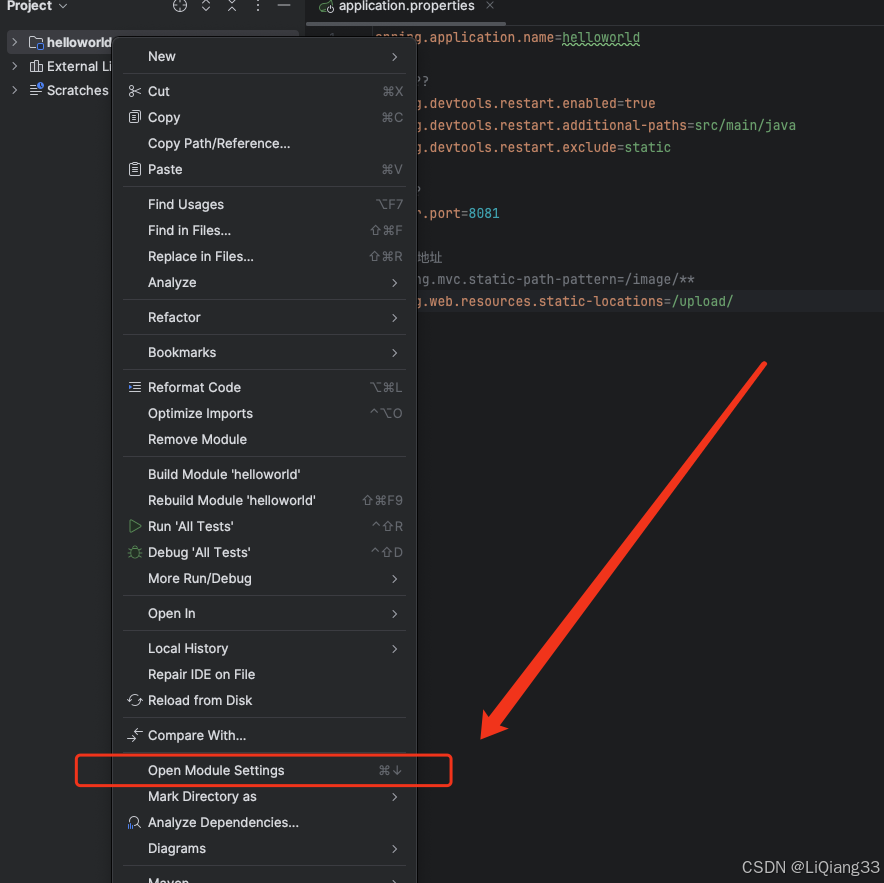 Project
application.properties
helloworld
External Li
Scratches
spring.application.name=helloworld
??
g.devtools.restart.enabled=true
g.devtools.restart.additional-paths=src/main/java
g.devtools.restart.exclude=static
?
r.port=8081
地址
ng.mvc.static-path-pattern=/image/**
g.web.resources.static-locations=/upload/
New
Cut ⌘X
Copy ⌘C
Copy Path/Reference...
Paste ⌘V
Find Usages ⌥F7
Find in Files... ⇧⌘F
Replace in Files... ⇧⌘R
Analyze
Refactor
Bookmarks
Reformat Code ⌥⌘L
Optimize Imports ^⌥O
Remove Module
Build Module 'helloworld'
Rebuild Module 'helloworld' ⇧⌘F9
Run 'All Tests' ^⇧R
Debug 'All Tests' ^⇧D
More Run/Debug
Open In
Local History
Repair IDE on File
Reload from Disk
Compare With...
Open Module Settings ⌘↓
Mark Directory as
Analyze Dependencies...
Diagrams
Maven
CSDN @LiQiang33